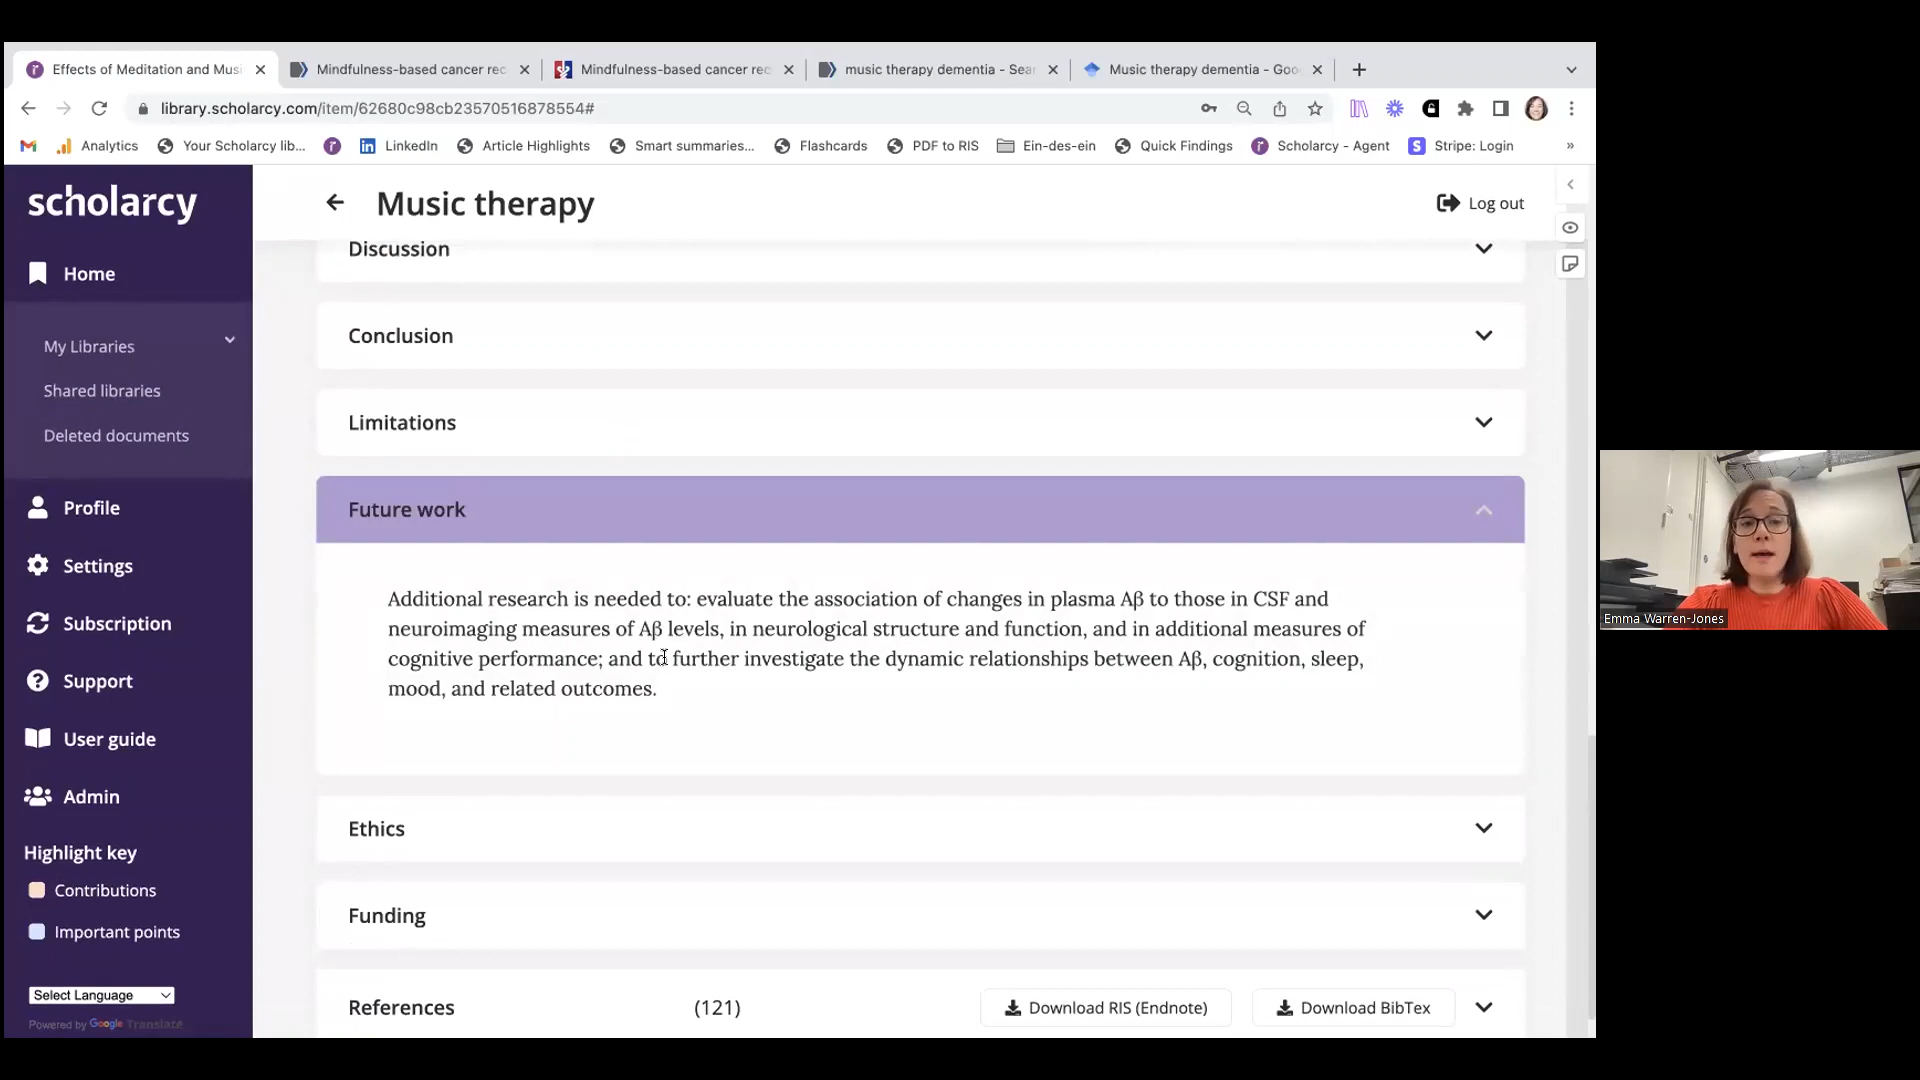 Effects of Meditation and Musi
Mindfulness-based cancer rec
Mindfulness-based cancer rec
music therapy dementia - Sear
Music therapy dementia - Goo
library.scholarcy.com/item/62680c98cb23570516878554#
Analytics
Your Scholarcy lib...
LinkedIn
Article Highlights
Smart summaries...
Flashcards
PDF to RIS
Ein-des-ein
Quick Findings
Scholarcy - Agent
Stripe: Login
»
scholarcy
Home
My Libraries
Shared libraries
Deleted documents
Profile
Settings
Subscription
Support
User guide
Admin
Highlight key
Contributions
Important points
Select Language
Powered by Google Translate
Music therapy
Log out
Discussion
Conclusion
Limitations
Future work
Additional research is needed to: evaluate the association of changes in plasma Aβ to those in CSF and
neuroimaging measures of Aβ levels, in neurological structure and function, and in additional measures of
cognitive performance; and to further investigate the dynamic relationships between Aβ, cognition, sleep,
mood, and related outcomes.
Ethics
Funding
References (121) Download RIS (Endnote) Download BibTex
Emma Warren-Jones